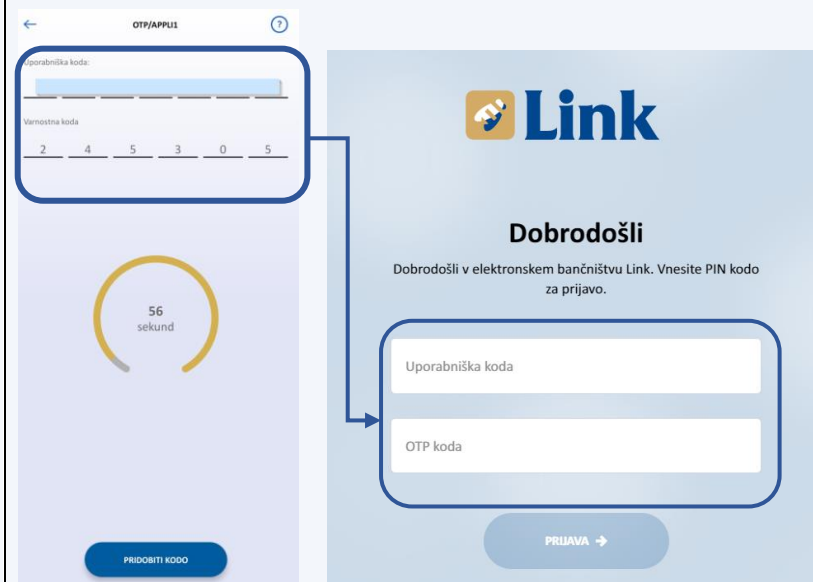 OTP/APPLI1
?
Uporabniška koda:
Varnostna koda
2 4 5 3 0 5
56
sekund
PRIDOBITI KODO
Link
Dobrodošli
Dobrodošli v elektronskem bančništvu Link. Vnesite PIN kodo
za prijavo.
Uporabniška koda
OTP koda
PRIJAVA →